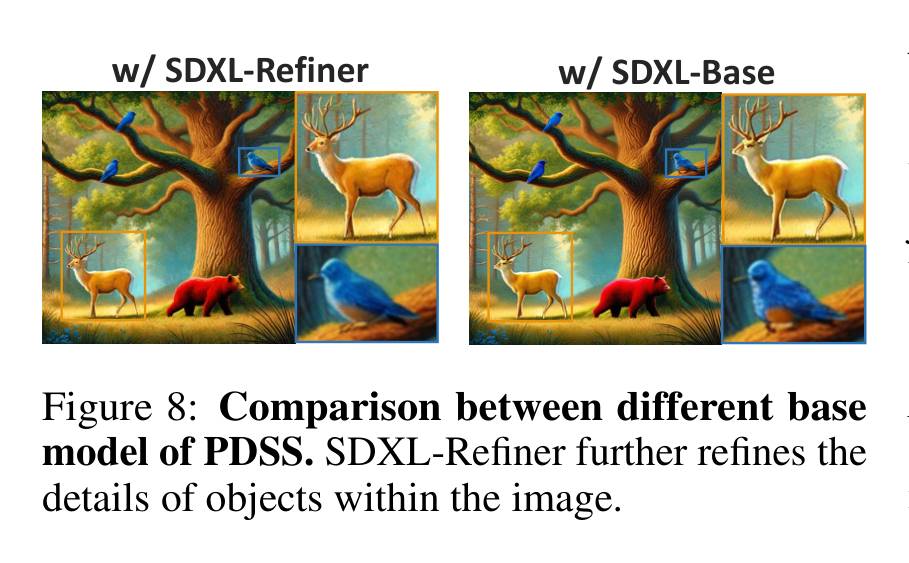 w/ SDXL-Refiner
w/ SDXL-Base
Figure 8: Comparison between different base
model of PDSS. SDXL-Refiner further refines the
details of objects within the image.